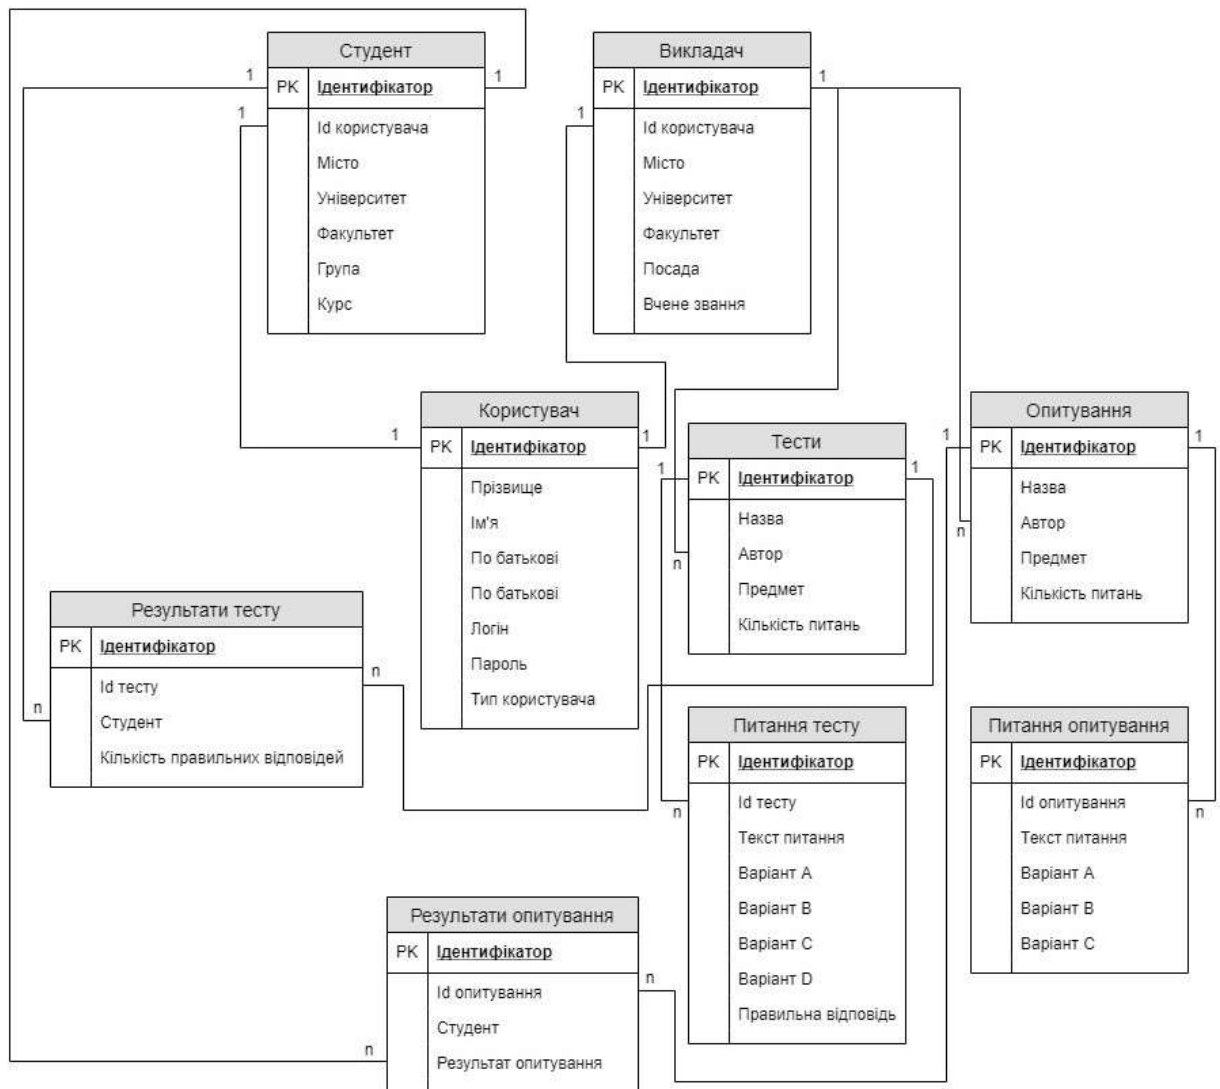 Студент
1
PK Ідентифікатор
1
1
Id користувача
Місто
Університет
Факультет
Група
Курс
Викладач
PK Ідентифікатор
1
1
Id користувача
Місто
Університет
Факультет
Посада
Вчене звання
Користувач
1
PK Ідентифікатор
1
Прізвище
Ім'я
По батькові
По батькові
Логін
Пароль
Тип користувача
Тести
1
PK Ідентифікатор
1
Назва
n
Автор
Предмет
Кількість питань
Опитування
1
PK Ідентифікатор
1
Назва
n
Автор
Предмет
Кількість питань
Результати тесту
PK Ідентифікатор
n
Id тесту
n
Студент
Кількість правильних відповідей
Питання тесту
PK Ідентифікатор
n
Id тесту
Текст питання
Варіант A
Варіант B
Варіант C
Варіант D
Правильна відповідь
Питання опитування
PK Ідентифікатор
Id опитування
n
Текст питання
Варіант A
Варіант B
Варіант C
Результати опитування
PK Ідентифікатор
n
Id опитування
Студент
n
Результат опитування